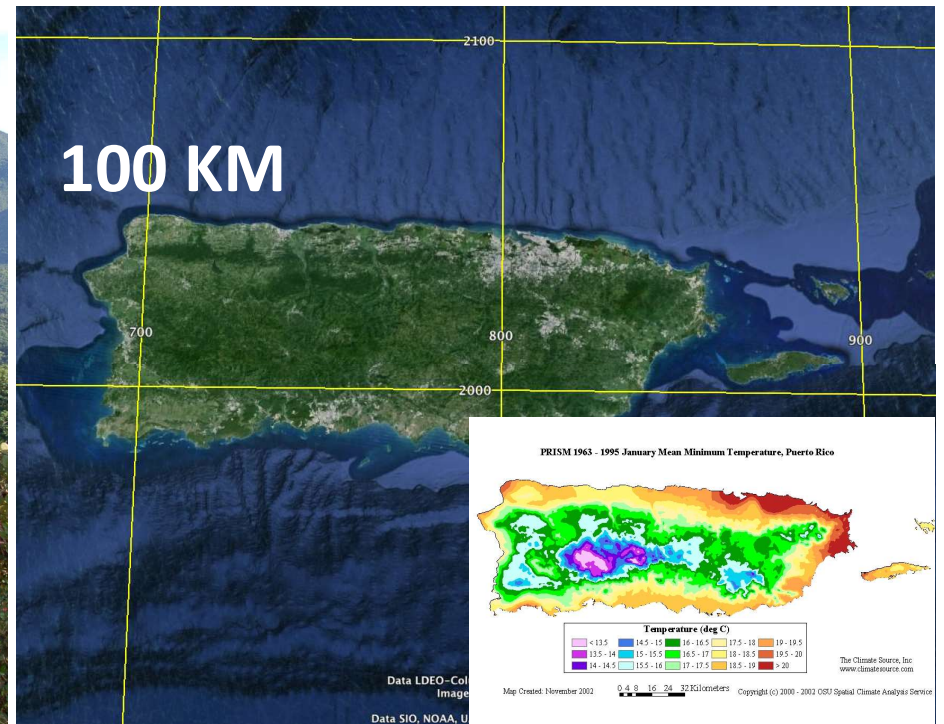 2100
100 KM
700
800
900
2000
Data LDEO-Col
Image
Data SIO, NOAA, U
PRISM 1963 - 1995 January Mean Minimum Temperature, Puerto Rico
Temperature (deg C)
< 13.5 14.5 - 15 16 - 16.5 17.5 - 18 19 - 19.5
13.5 - 14 15 - 15.5 16.5 - 17 18 - 18.5 19.5 - 20
14 - 14.5 15.5 - 16 17 - 17.5 18.5 - 19 > 20
The Climate Source, Inc
www.climatesource.com
Map Created: November 2002
0 4 8 16 24 32 Kilometers
Copyright (c) 2000 - 2002 OSU Spatial Climate Analysis Service